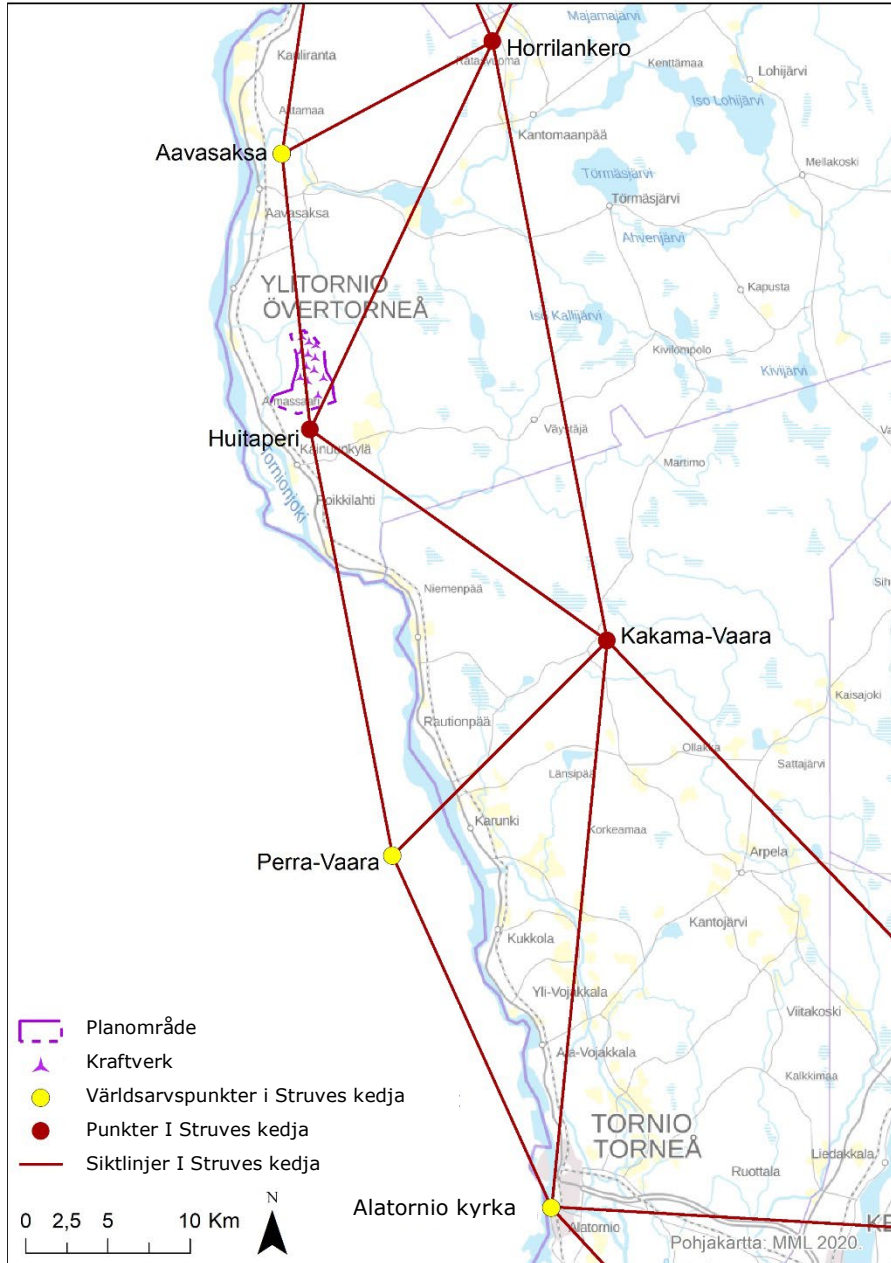 Majamajärvi
Horrilankero
Kauliranta
Kenttämaa
Lohijärvi
Iso Lohijärvi
Kantomaanpää
Aavasaksa
Törmäsjärvi
Mellakoski
Törmäsjärvi
Aavasaksa
Ahvenjärvi
YLITORNIO
ÖVERTORNEÅ
Kapusta
Iso Kallijärvi
Kivilompolo
Kivijärvi
Armassaari
Huitaperi
Väystäjä
Kainuunkylä
Martimo
Tornionjoki
Poikkilahti
Niemenpää
Kakama-Vaara
Kaisajoki
Rautionpää
Ollakka
Sattajärvi
Länsipää
Karunki
Korkeamaa
Perra-Vaara
Arpela
Kantojärvi
Kukkola
Yli-Vojakkala
Viitakoski
Planområde
Ala-Vojakkala
Kraftverk
Kalkkimaa
Världsarvspunkter i Struves kedja
TORNIO
TORNEÅ
Punkter I Struves kedja
Liedakkala
Siktlinjer I Struves kedja
Ruottala
N
Alatornio kyrka
0 2,5 5 10 Km
Alatornio
Pohjakartta: MML 2020.